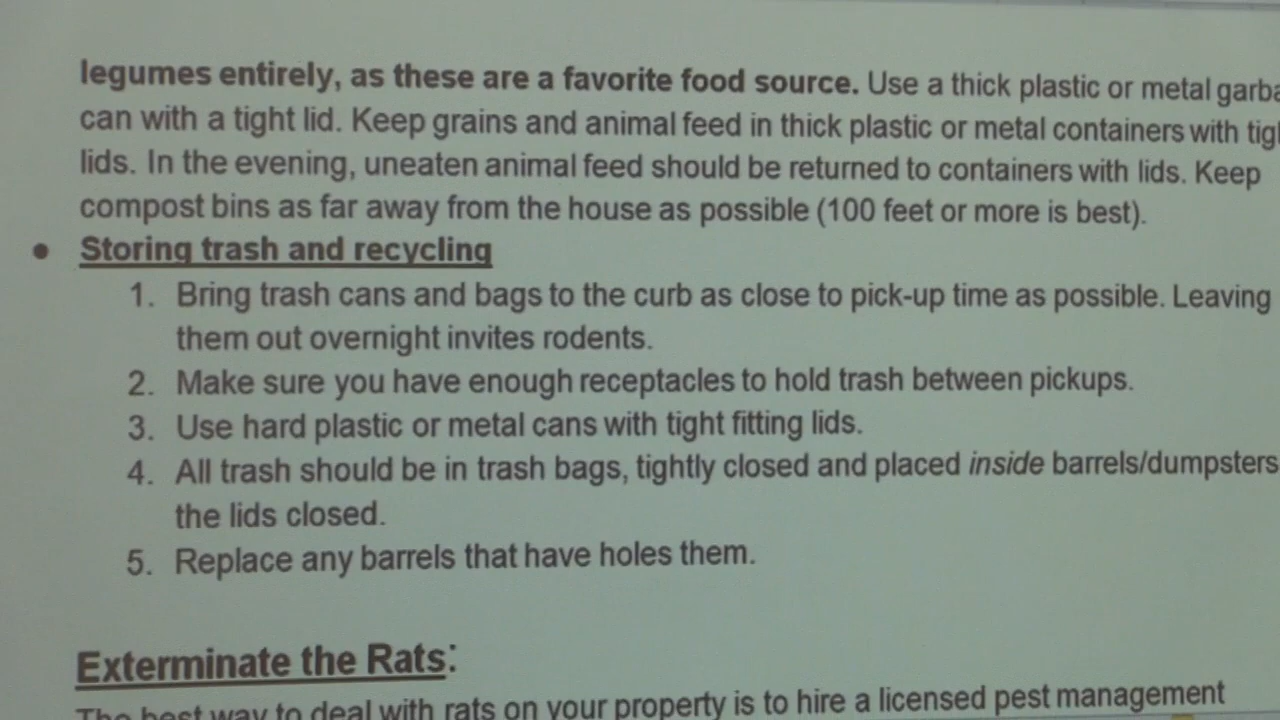 legumes entirely, as these are a favorite food source. Use a thick plastic or metal
can with a tight lid. Keep grains and animal feed in thick plastic or metal containers with
lids. In the evening, uneaten animal feed should be returned to containers with lids. Keep
compost bins as far away from the house as possible (100 feet or more is best).
• Storing trash and recycling
1. Bring trash cans and bags to the curb as close to pick-up time as possible. Leaving
them out overnight invites rodents.
2. Make sure you have enough receptacles to hold trash between pickups.
3. Use hard plastic or metal cans with tight fitting lids.
4. All trash should be in trash bags, tightly closed and placed inside barrels/dumpsters
the lids closed.
5. Replace any barrels that have holes them.
Exterminate the Rats:
The best way to deal with rats on your property is to hire a licensed pest management